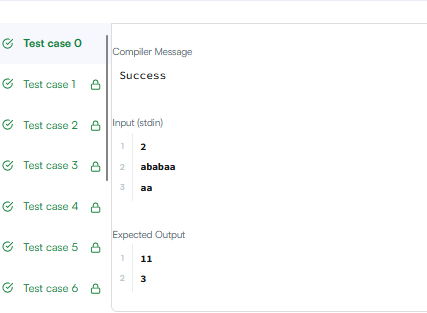 Test case 0
Test case 1
Test case 2
Test case 3
Test case 4
Test case 5
Test case 6
Compiler Message
Success
Input (stdin)
1 2
2 ababaa
3 aa
Expected Output
1 11
2 3